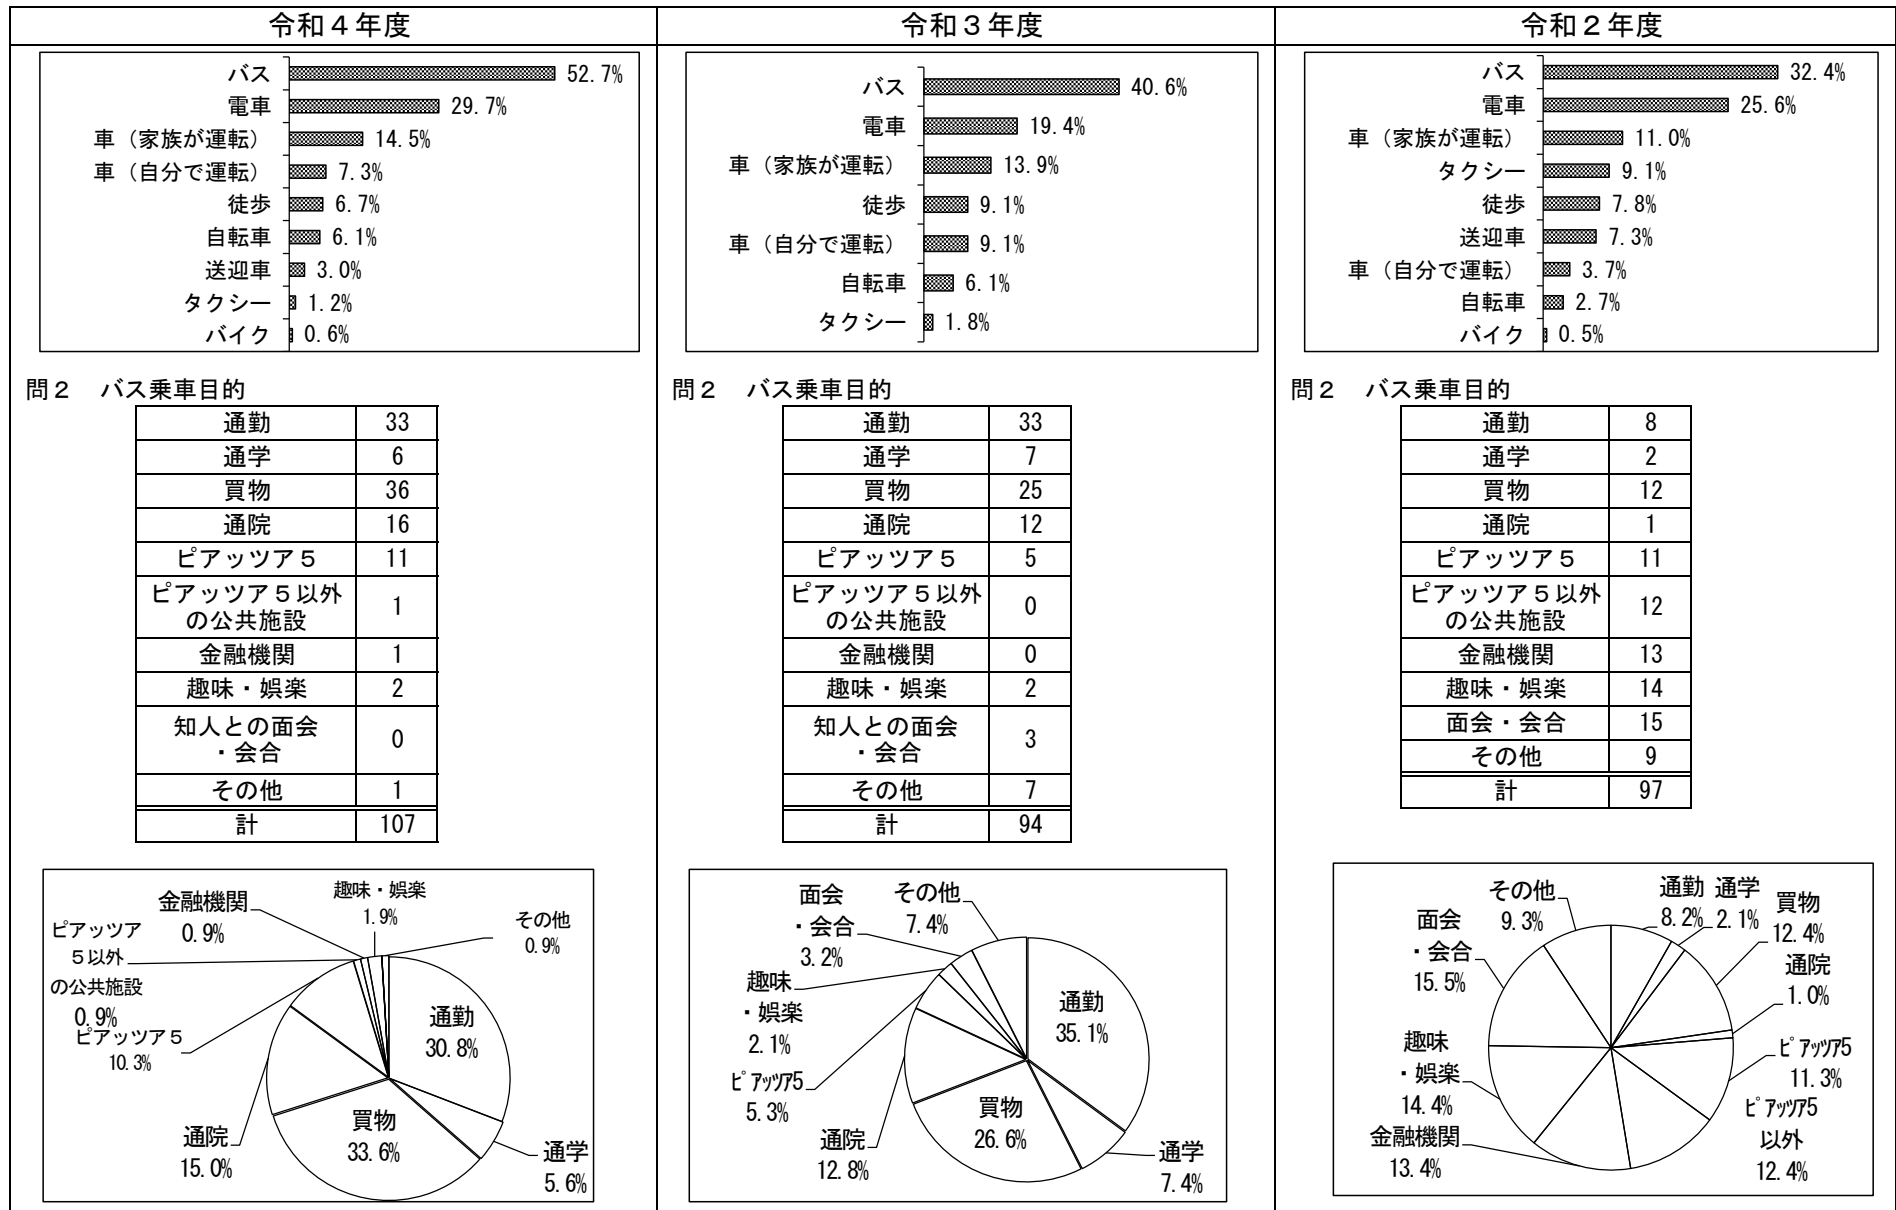 令和４年度
バス 52.7%
電車 29.7%
車（家族が運転） 14.5%
車（自分で運転） 7.3%
徒歩 6.7%
自転車 6.1%
送迎車 3.0%
タクシー 1.2%
バイク 0.6%
問２　バス乗車目的
通勤 33
通学 6
買物 36
通院 16
ピアッツア５ 11
ピアッツア５以外
の公共施設 1
金融機関 1
趣味・娯楽 2
知人との面会
・会合 0
その他 1
計 107
金融機関
0.9%
趣味・娯楽
1.9%
その他
0.9%
ピアッツア
５以外
の公共施設
0.9%
ピアッツア５
10.3%
通勤
30.8%
通院
15.0%
買物
33.6%
通学
5.6%
令和３年度
バス 40.6%
電車 19.4%
車（家族が運転） 13.9%
徒歩 9.1%
車（自分で運転） 9.1%
自転車 6.1%
タクシー 1.8%
問２　バス乗車目的
通勤 33
通学 7
買物 25
通院 12
ピアッツア５ 5
ピアッツア５以外
の公共施設 0
金融機関 0
趣味・娯楽 2
知人との面会
・会合 3
その他 7
計 94
面会
・会合
3.2%
その他
7.4%
趣味
・娯楽
2.1%
通勤
35.1%
ﾋﾟｱｯﾂｱ5
5.3%
通院
12.8%
買物
26.6%
通学
7.4%
令和２年度
バス 32.4%
電車 25.6%
車（家族が運転） 11.0%
タクシー 9.1%
徒歩 7.8%
送迎車 7.3%
車（自分で運転） 3.7%
自転車 2.7%
バイク 0.5%
問２　バス乗車目的
通勤 8
通学 2
買物 12
通院 1
ピアッツア５ 11
ピアッツア５以外
の公共施設 12
金融機関 13
趣味・娯楽 14
面会・会合 15
その他 9
計 97
その他
9.3%
通勤
8.2%
通学
2.1%
買物
12.4%
面会
・会合
15.5%
通院
1.0%
趣味
・娯楽
14.4%
ﾋﾟｱｯﾂｱ5
11.3%
金融機関
13.4%
ﾋﾟｱｯﾂｱ5
以外
12.4%